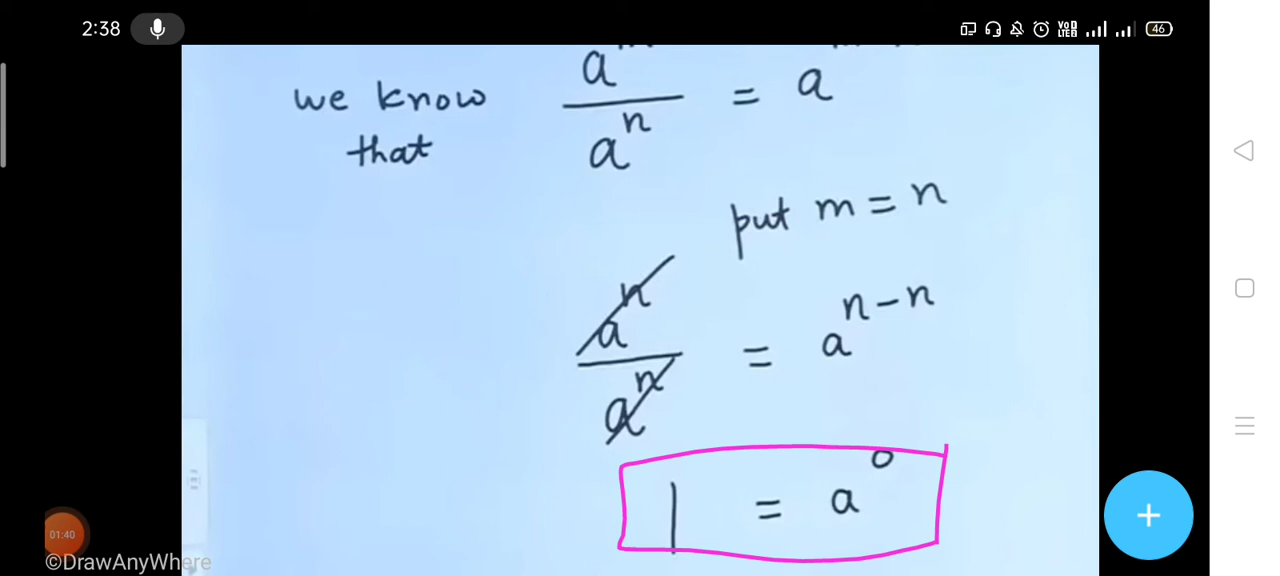 2:38
46
we know that
a^m / a^n = a
put m = n
a^n / a^n = a^(n-n)
1 = a^0
01:40
©DrawAnyWhere